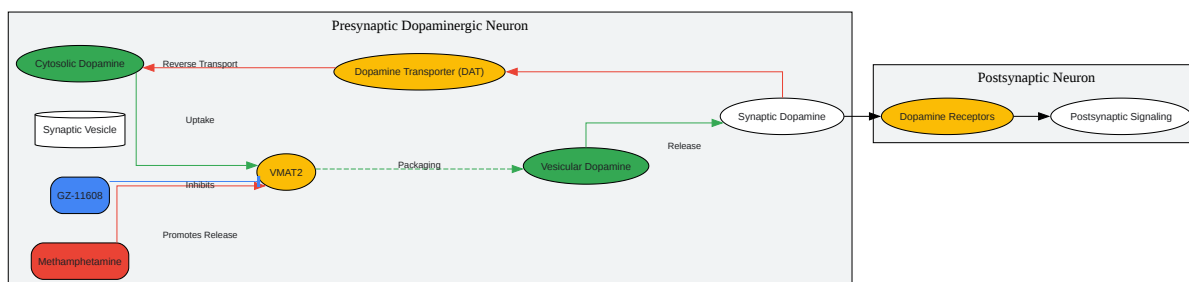 Presynaptic Dopaminergic Neuron
Cytosolic Dopamine
Reverse Transport
Dopamine Transporter (DAT)
Postsynaptic Neuron
Synaptic Vesicle
Uptake
Synaptic Dopamine
Dopamine Receptors
Postsynaptic Signaling
Release
VMAT2
Packaging
Vesicular Dopamine
GZ-11608
Inhibits
Promotes Release
Methamphetamine